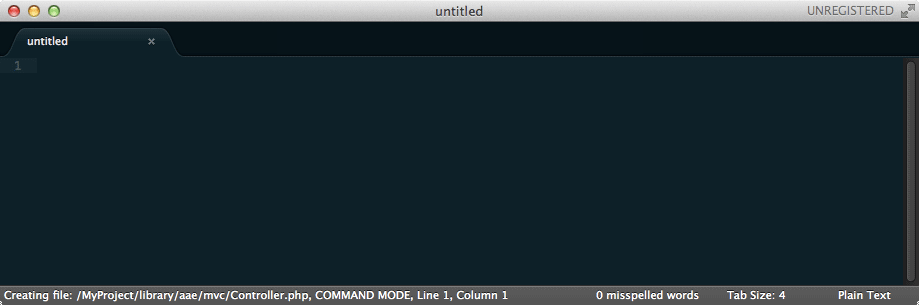 untitled
UNREGISTERED
untitled
1
Creating file: /MyProject/library/aae/mvc/Controller.php, COMMAND MODE, Line 1, Column 1 0 misspelled words Tab Size: 4 Plain Text